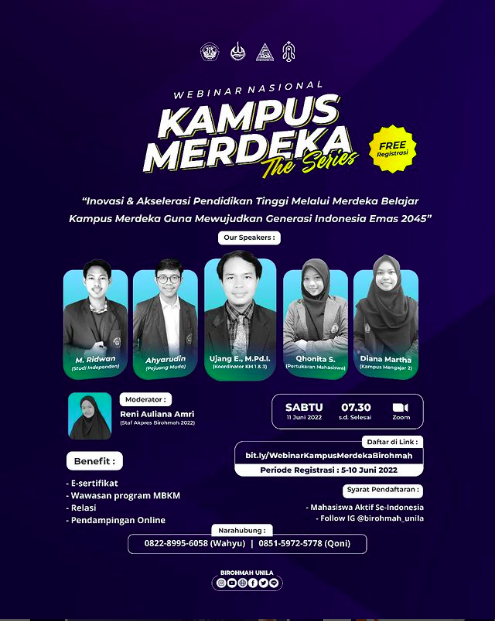 WEBINAR NASIONAL
KAMPUS
MERDEKA
The Series
FREE
Registrasi
“Inovasi & Akselerasi Pendidikan Tinggi Melalui Merdeka Belajar
Kampus Merdeka Guna Mewujudkan Generasi Indonesia Emas 2045”
Our Speakers :
M. Ridwan
(Studi Independen)
Ahyarudin
(Pejuang Muda)
Ujang E., M.Pd.I.
(Koordinator KM 1 & 3)
Qhonita S.
(Pertukaran Mahasiswa)
Diana Martha
(Kampus Mengajar 2)
Moderator :
Reni Auliana Amri
(Staf Akpres Birohmah 2022)
SABTU
11 Juni 2022
07.30
s.d. Selesai
Zoom
Daftar di Link :
bit.ly/WebinarKampusMerdekaBirohmah
Periode Registrasi : 5-10 Juni 2022
Benefit :
- E-sertifikat
- Wawasan program MBKM
- Relasi
- Pendampingan Online
Syarat Pendaftaran :
- Mahasiswa Aktif Se-Indonesia
- Follow IG @birohmah_unila
Narahubung :
0822-8995-6058 (Wahyu) | 0851-5972-5778 (Qoni)
BIROHMAH UNILA